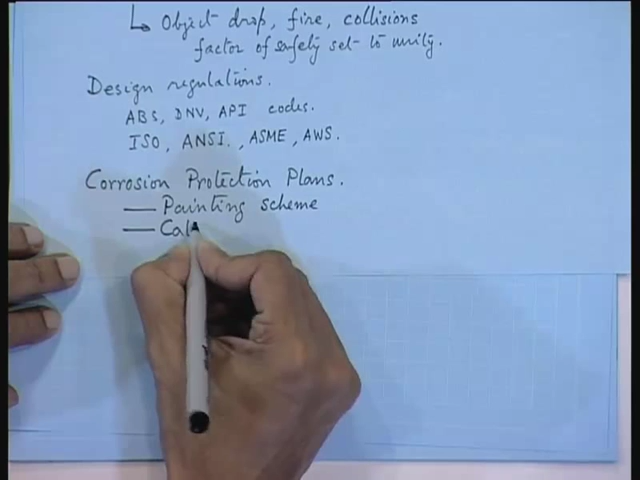 ↳ Object drop, fire, collisions
factor of safety set to unity.
Design regulations.
ABS, DNV, API codes.
ISO, ANSI., ASME, AWS.
Corrosion Protection Plans.
— Painting scheme
— Cal